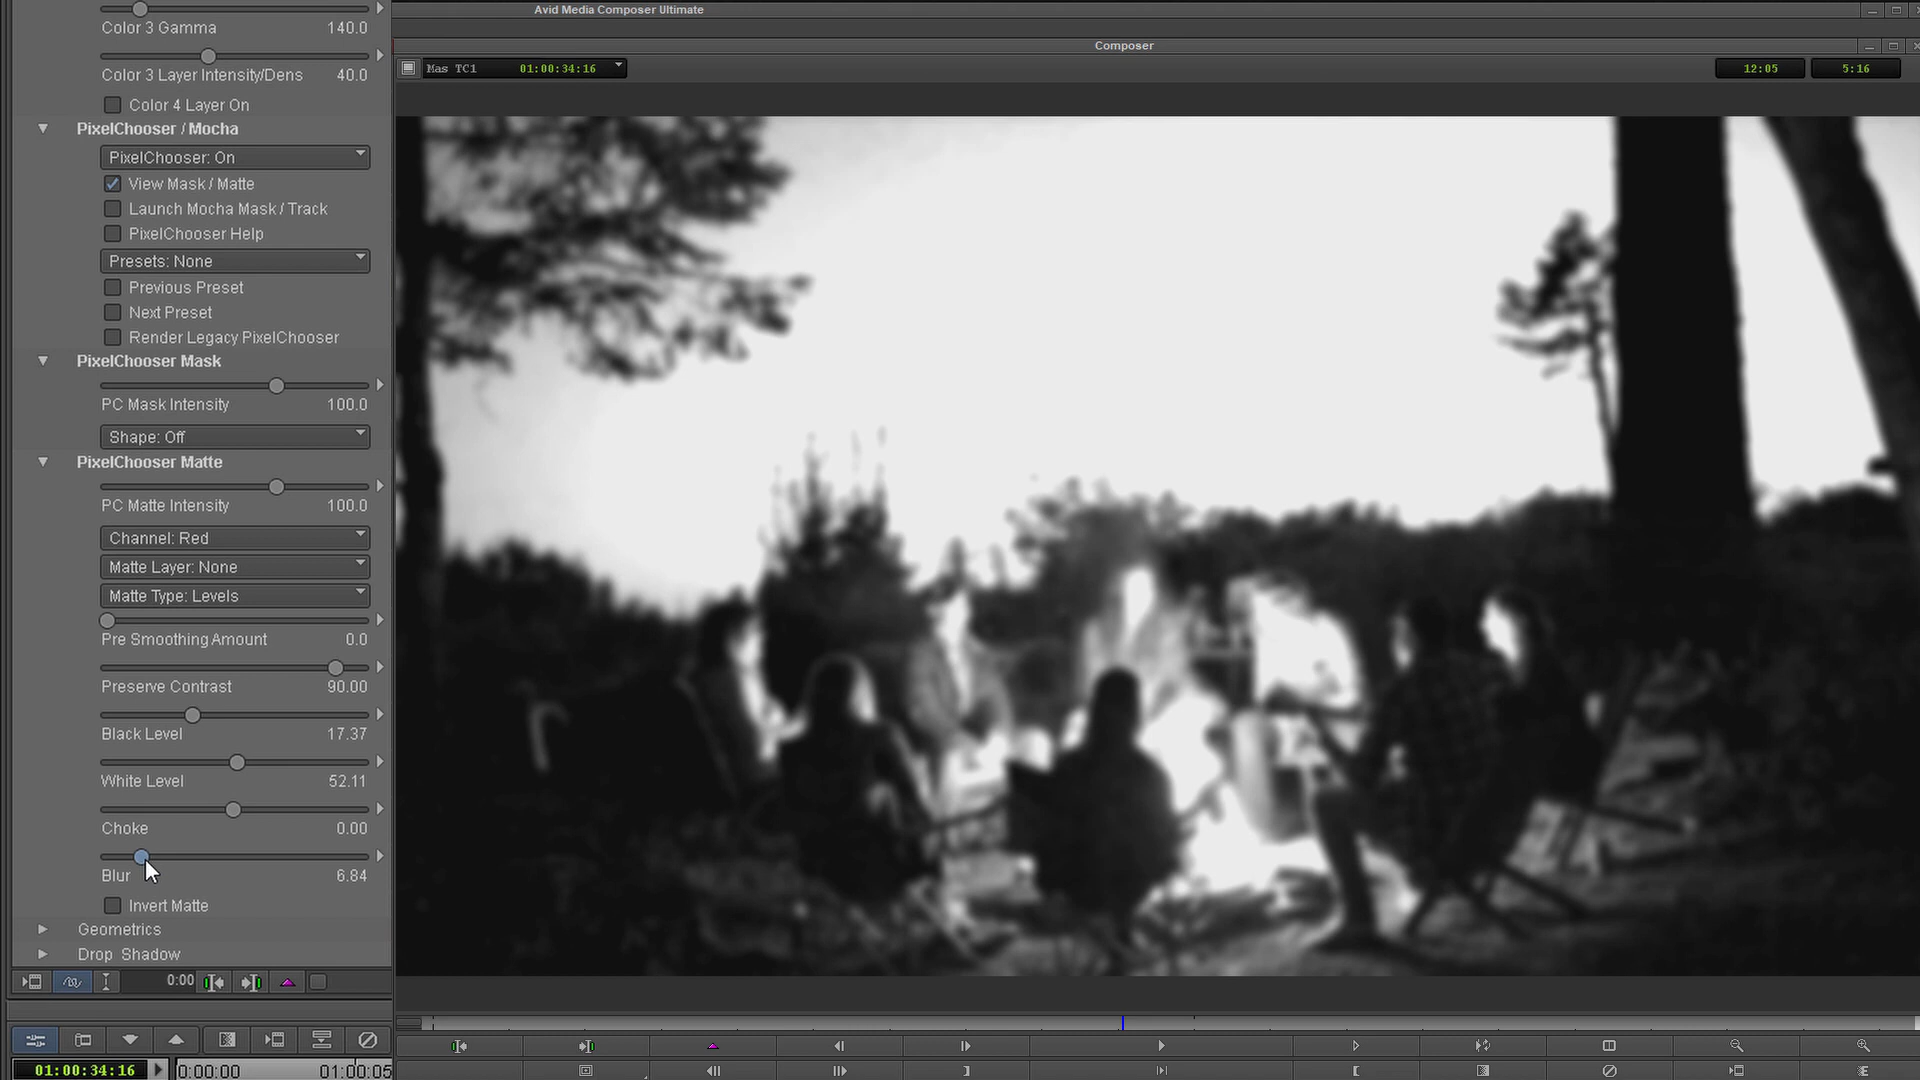 Avid Media Composer Ultimate
Composer
Mas TC1 01:00:34:16
12:05
5:16
Color 3 Gamma 140.0
Color 3 Layer Intensity/Dens 40.0
Color 4 Layer On
PixelChooser / Mocha
PixelChooser: On
View Mask / Matte
Launch Mocha Mask / Track
PixelChooser Help
Presets: None
Previous Preset
Next Preset
Render Legacy PixelChooser
PixelChooser Mask
PC Mask Intensity 100.0
Shape: Off
PixelChooser Matte
PC Matte Intensity 100.0
Channel: Red
Matte Layer: None
Matte Type: Levels
Pre Smoothing Amount 0.0
Preserve Contrast 90.00
Black Level 17.37
White Level 52.11
Choke 0.00
Blur 6.84
Invert Matte
Geometrics
Drop Shadow
0:00
01:00:34:16
0:00:00 01:00:05